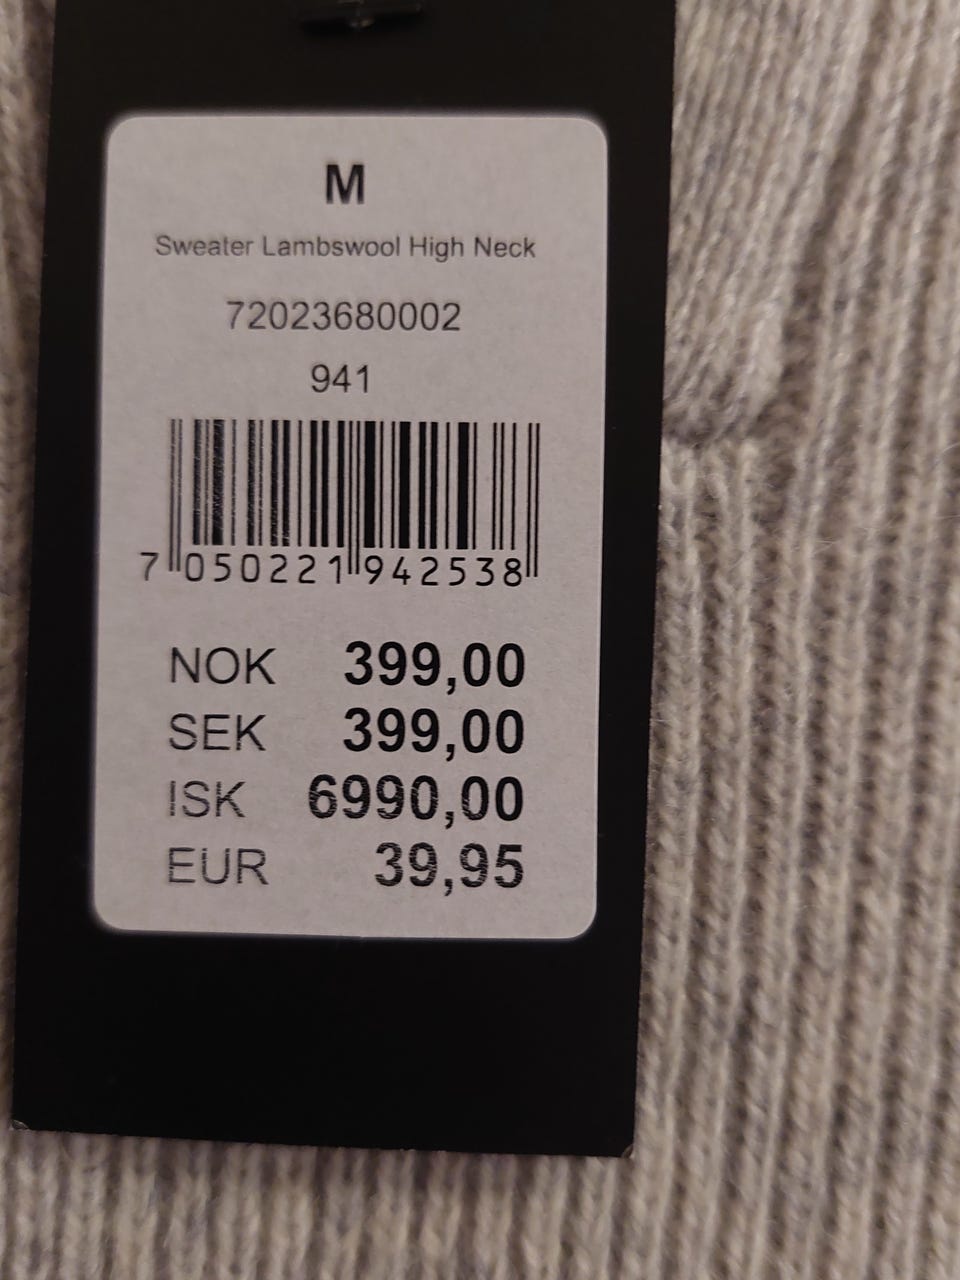 M
Sweater Lambswool High Neck
72023680002
941
7 050221 942538
NOK 399,00
SEK 399,00
ISK 6990,00
EUR 39,95